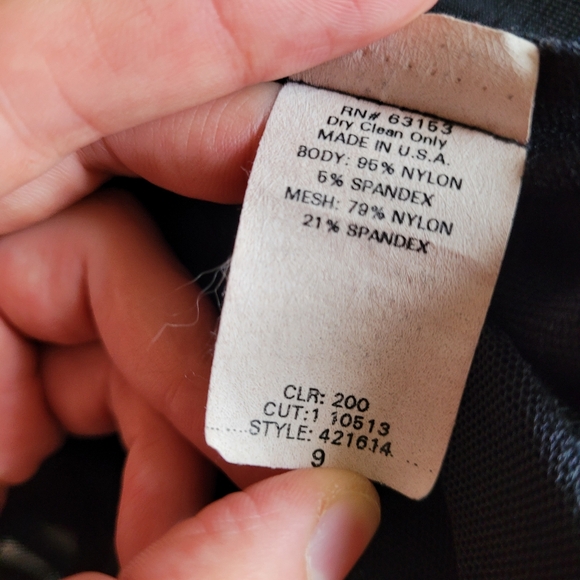 RN# 63153
Dry Clean Only
MADE IN U.S.A.
BODY: 95% NYLON
5% SPANDEX
MESH: 79% NYLON
21% SPANDEX
CLR: 200
CUT:1 10513
STYLE: 421614
9